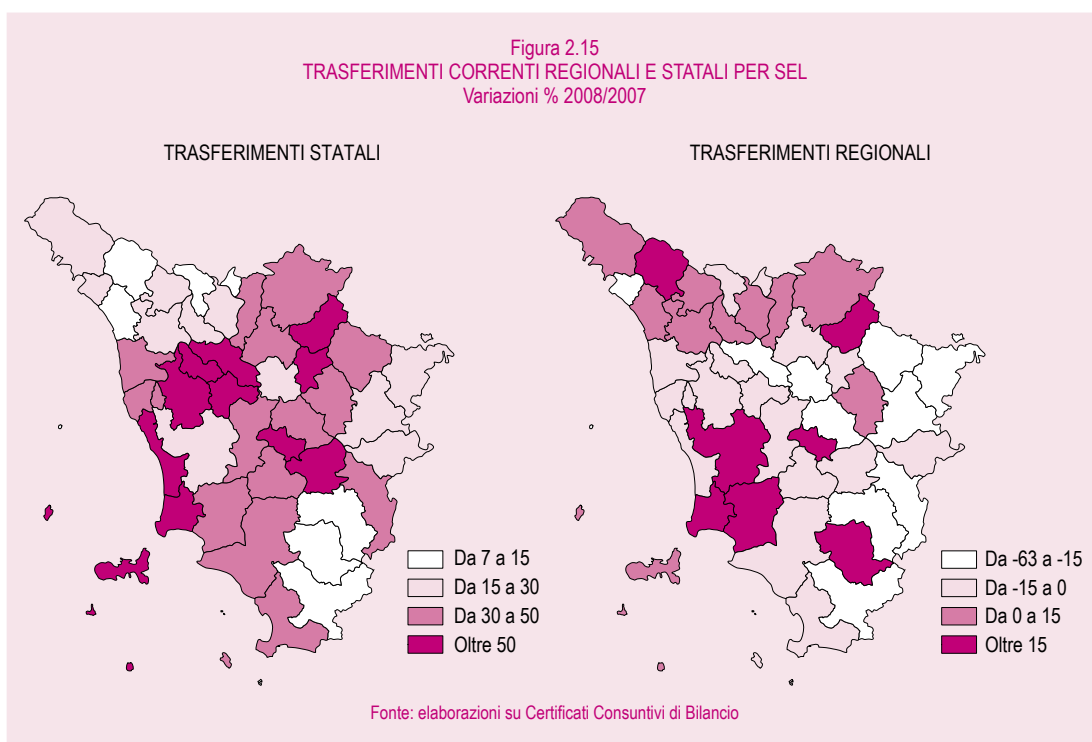 Figura 2.15
TRASFERIMENTI CORRENTI REGIONALI E STATALI PER SEL
Variazioni % 2008/2007
TRASFERIMENTI STATALI
Da 7 a 15
Da 15 a 30
Da 30 a 50
Oltre 50
TRASFERIMENTI REGIONALI
Da -63 a -15
Da -15 a 0
Da 0 a 15
Oltre 15
Fonte: elaborazioni su Certificati Consuntivi di Bilancio